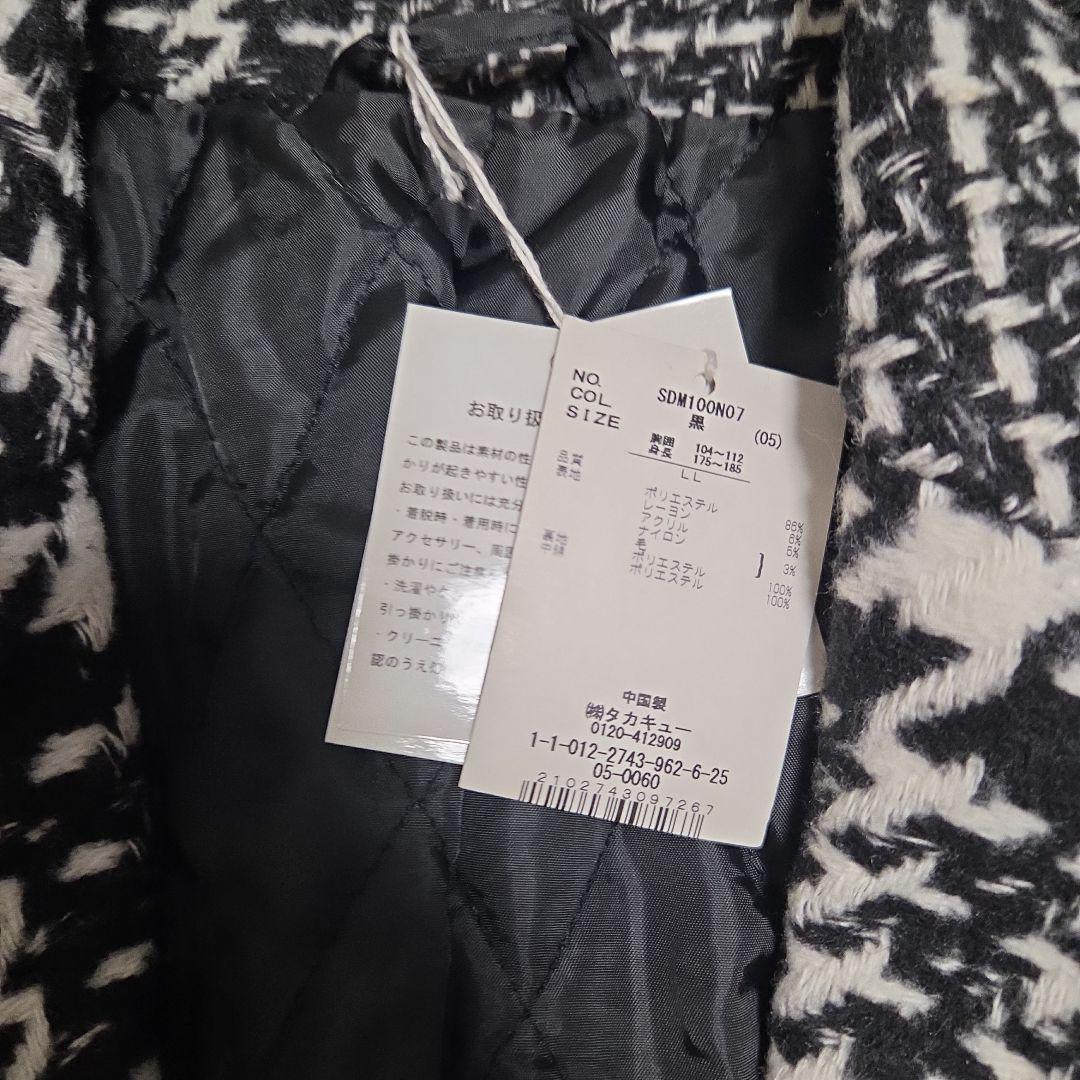 お取り扱
この製品は素材の性
かりが起きやすい性
お取り扱いには充分
・着脱時・着用時に
アクセサリー、周囲
掛かりにご注意
・洗濯や
引っ掛かり
・クリーニ
認のうえ
NO. SDM100N07
COL 黒 (05)
SIZE 胸囲 104～112
身長 175～185
LL
品質
表地 ポリエステル 86%
レーヨン 6%
アクリル 5%
ナイロン
毛 } 3%
裏地 ポリエステル 100%
中綿 ポリエステル 100%
中国製
㈱タカキュー
0120-412909
1-1-012-2743-962-6-25
05-0060
2102743097267